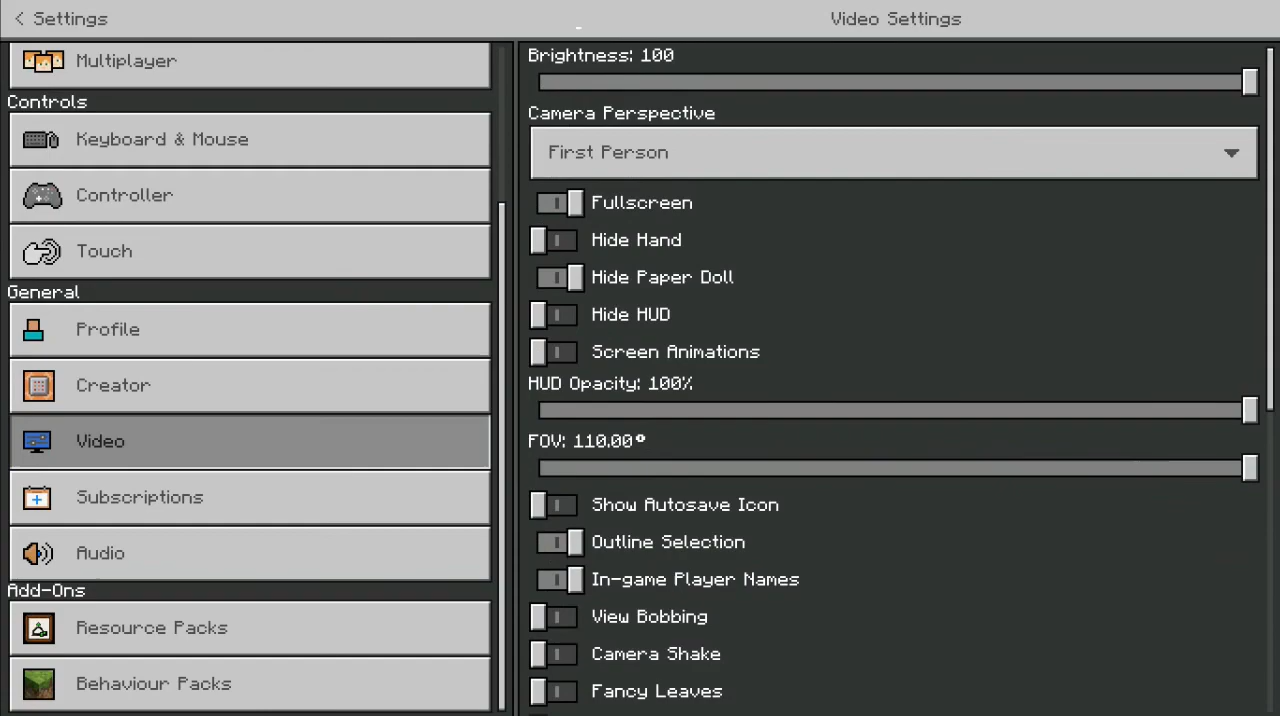 Settings
Video Settings
Multiplayer
Controls
Keyboard & Mouse
Controller
Touch
General
Profile
Creator
Video
Subscriptions
Audio
Add-Ons
Resource Packs
Behaviour Packs
Brightness: 100
Camera Perspective
First Person
Fullscreen
Hide Hand
Hide Paper Doll
Hide HUD
Screen Animations
HUD Opacity: 100%
FOV: 110.00°
Show Autosave Icon
Outline Selection
In-game Player Names
View Bobbing
Camera Shake
Fancy Leaves